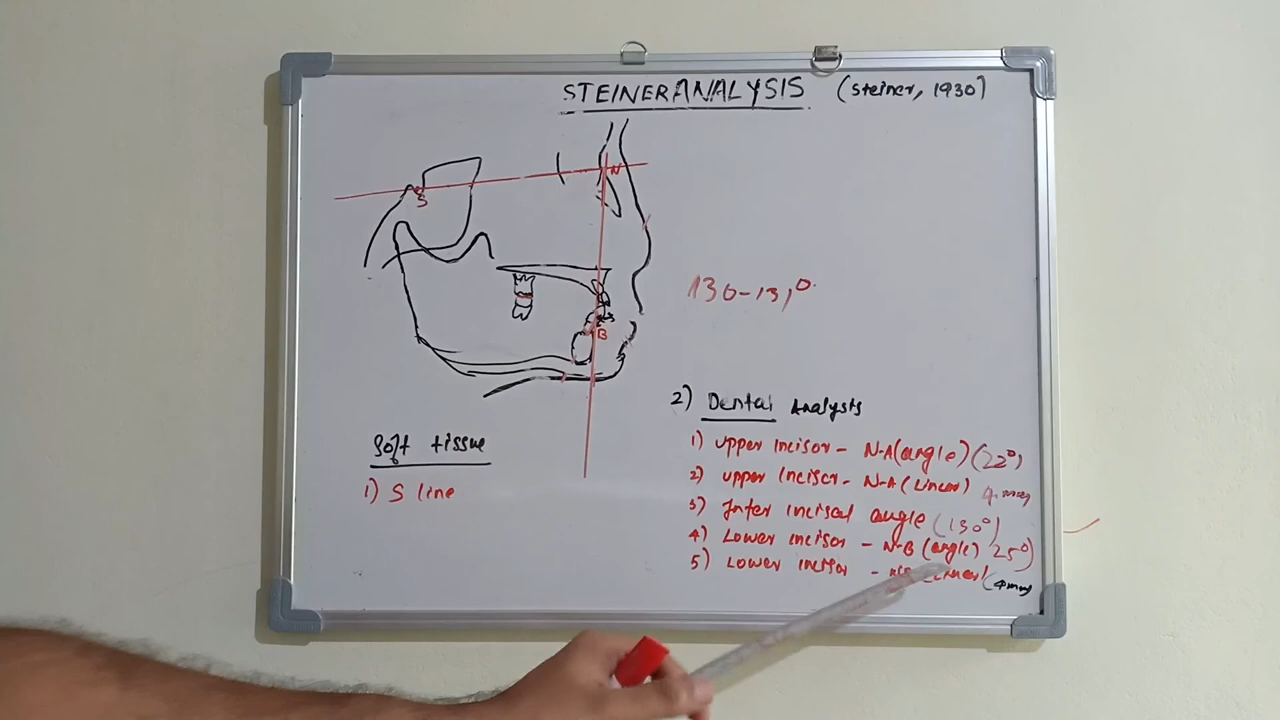 STEINER ANALYSIS (Steiner, 1930)
S
N
B
130-131°
2) Dental Analysis
1) upper incisor - N-A (angle) (22°)
2) upper incisor - N-A (Linear) 4 mm
3) Inter incisal angle (130°)
4) Lower incisor - N-B (angle) 25°)
5) Lower incisor - (4mm)
Soft tissue
1) S line